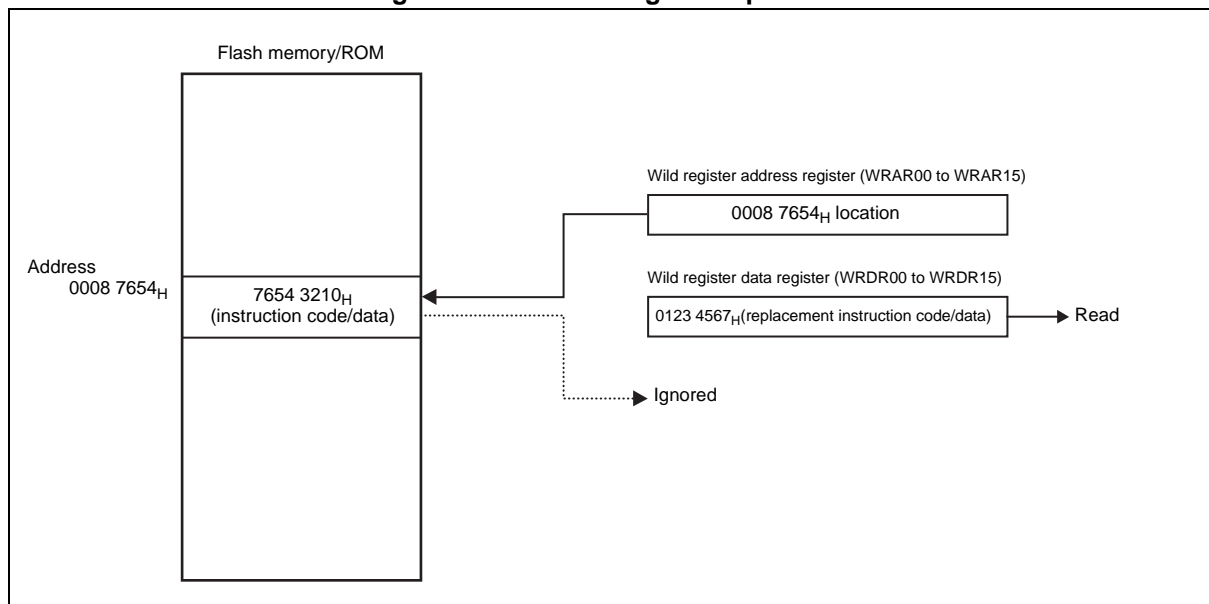 Flash memory/ROM
Wild register address register (WRAR00 to WRAR15)
0008 7654H location
Address
0008 7654H
Wild register data register (WRDR00 to WRDR15)
7654 3210H
(instruction code/data)
0123 4567H(replacement instruction code/data)
Read
Ignored